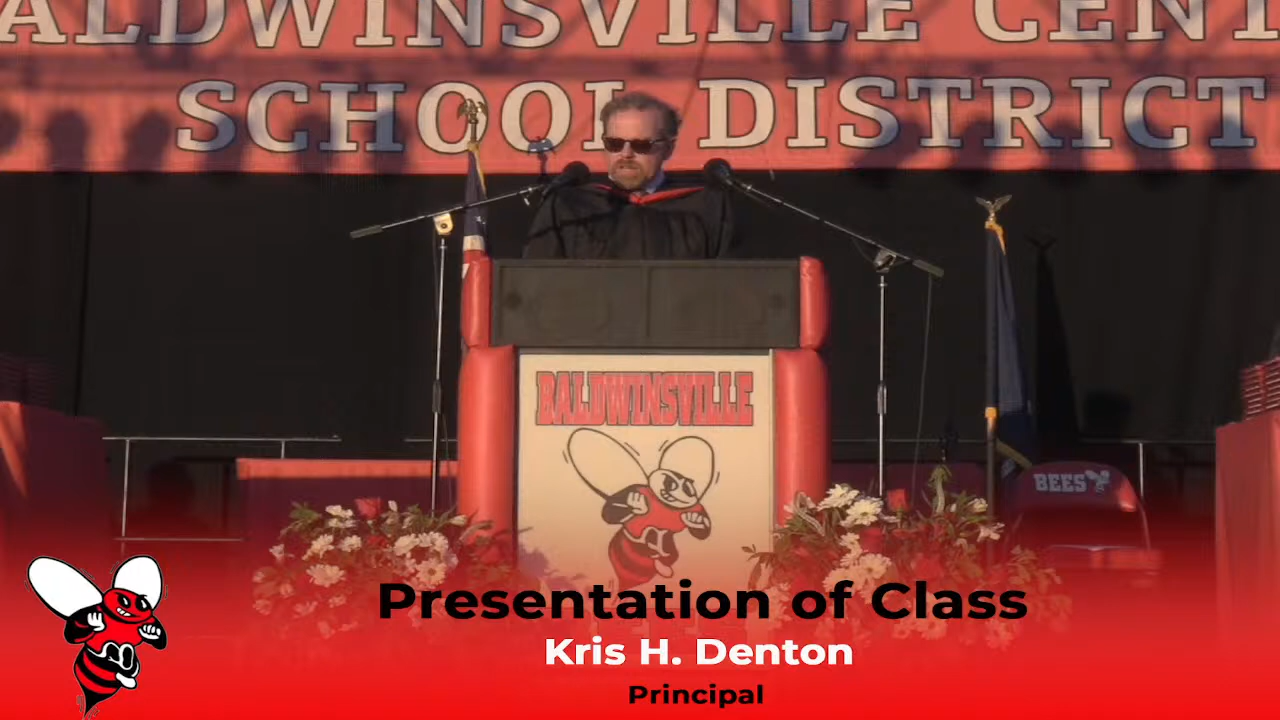 ALDWINSVILLE CENT
SCHOOL DISTRICT
BALDWINSVILLE
BEES
Presentation of Class
Kris H. Denton
Principal